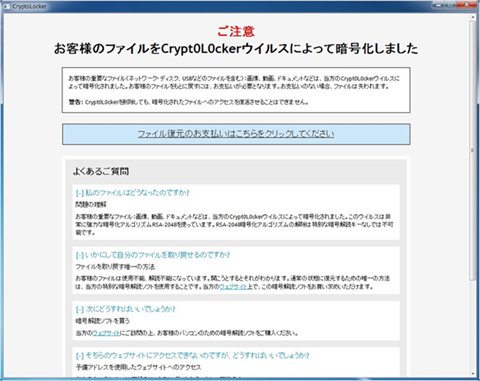 CryptoLocker
ご注意
お客様のファイルをCrypt0L0ckerウイルスによって暗号化しました
お客様の重要なファイル(ネットワーク・ディスク, USBなどのファイルを含む):画像, 動画, ドキュメントなどは、当方のCrypt0L0ckerウイルスに
よって暗号化されました。お客様のファイルをもとに戻すには、お支払いが必要となります。お支払いのない場合、ファイルは失われます。
警告: Crypt0L0ckerを削除しても、暗号化されたファイルへのアクセスを復活させることはできません。
ファイル復元のお支払いはこちらをクリックしてください
よくあるご質問
[-] 私のファイルはどうなったのですか?
問題の理解
お客様の重要なファイル:画像、動画、ドキュメントなどは、当方のCrypt0L0ckerウイルスによって暗号化されました。このウイルスは非
常に強力な暗号化アルゴリズムRSA-2048を使っています。RSA-2048暗号化アルゴリズムの解除は特別な暗号解読キーなしでは不可
能です。
[-] いかにして自分のファイルを取り戻せるのですか?
ファイルを取り戻す唯一の方法
お客様のファイルは使用不能、解読不能になっています。開こうとするとそれがわかります。通常の状態に復元するための唯一の方法
は、当方の特別な暗号解読ソフトを使用することです。当方のウェブサイト上で、この暗号解読ソフトをお買い求めいただけます。
[-] 次にどうすればいいでしょうか?
暗号解読ソフトを買う
当方のウェブサイトにご訪問の上、お客様のパソコンのための暗号解読ソフトをご購入ください。
[-] そちらのウェブサイトにアクセスできないのですが、どうすればいいでしょうか?
予備アドレスを使用したウェブサイトへのアクセス